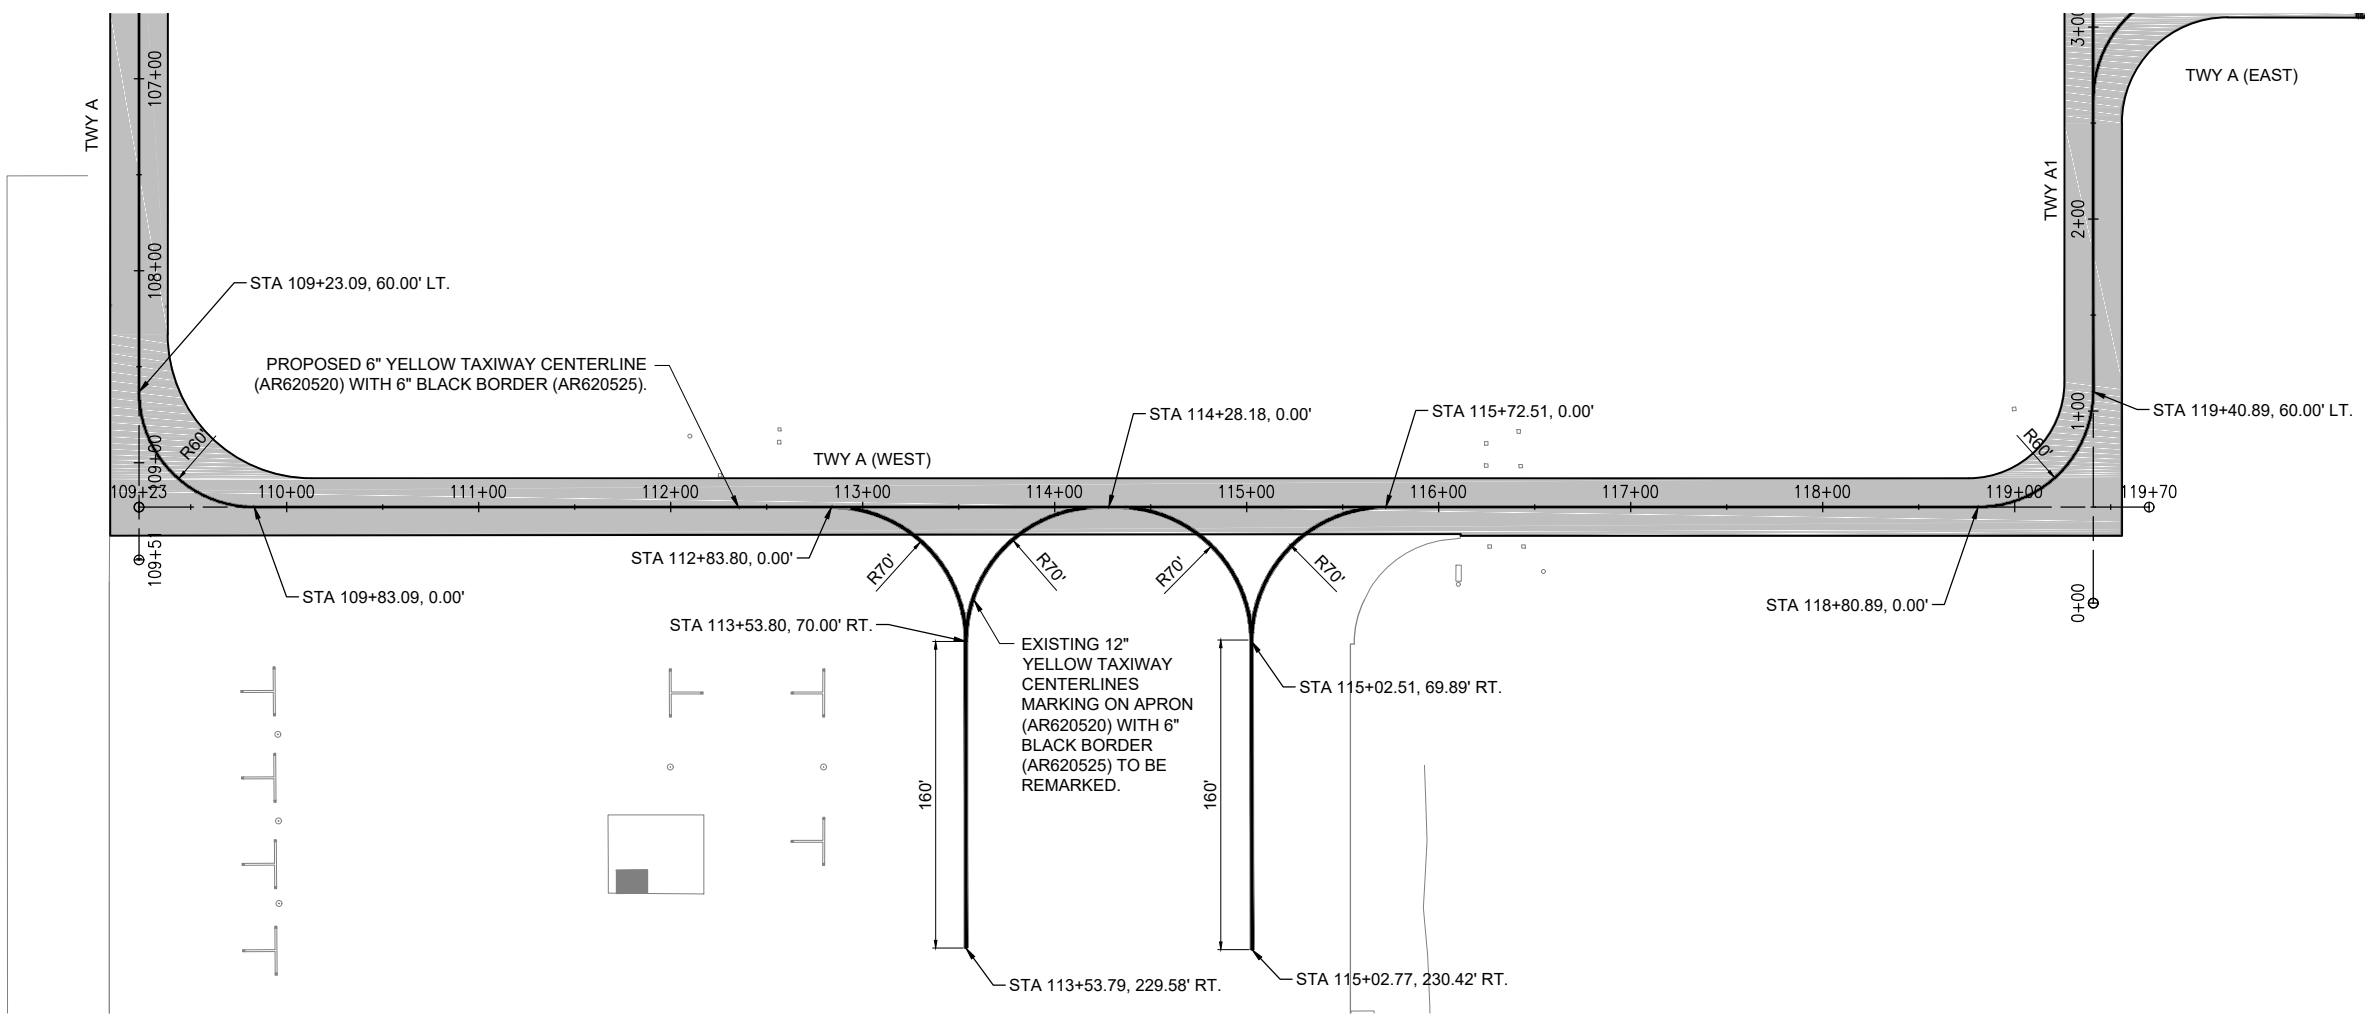 3+00
TWY A (EAST)
107+00
TWY A
TWY A1
2+00
108+00
STA 109+23.09, 60.00' LT.
PROPOSED 6" YELLOW TAXIWAY CENTERLINE
(AR620520) WITH 6" BLACK BORDER (AR620525).
STA 114+28.18, 0.00'
STA 115+72.51, 0.00'
1+00
STA 119+40.89, 60.00' LT.
R60'
109+00
TWY A (WEST)
R60'
109+23
110+00
111+00
112+00
113+00
114+00
115+00
116+00
117+00
118+00
119+00
119+70
109+51
STA 112+83.80, 0.00'
R70'
R70'
R70'
R70'
STA 109+83.09, 0.00'
STA 118+80.89, 0.00'
0+00
STA 113+53.80, 70.00' RT.
EXISTING 12"
YELLOW TAXIWAY
CENTERLINES
MARKING ON APRON
(AR620520) WITH 6"
BLACK BORDER
(AR620525) TO BE
REMARKED.
STA 115+02.51, 69.89' RT.
160'
160'
STA 113+53.79, 229.58' RT.
STA 115+02.77, 230.42' RT.